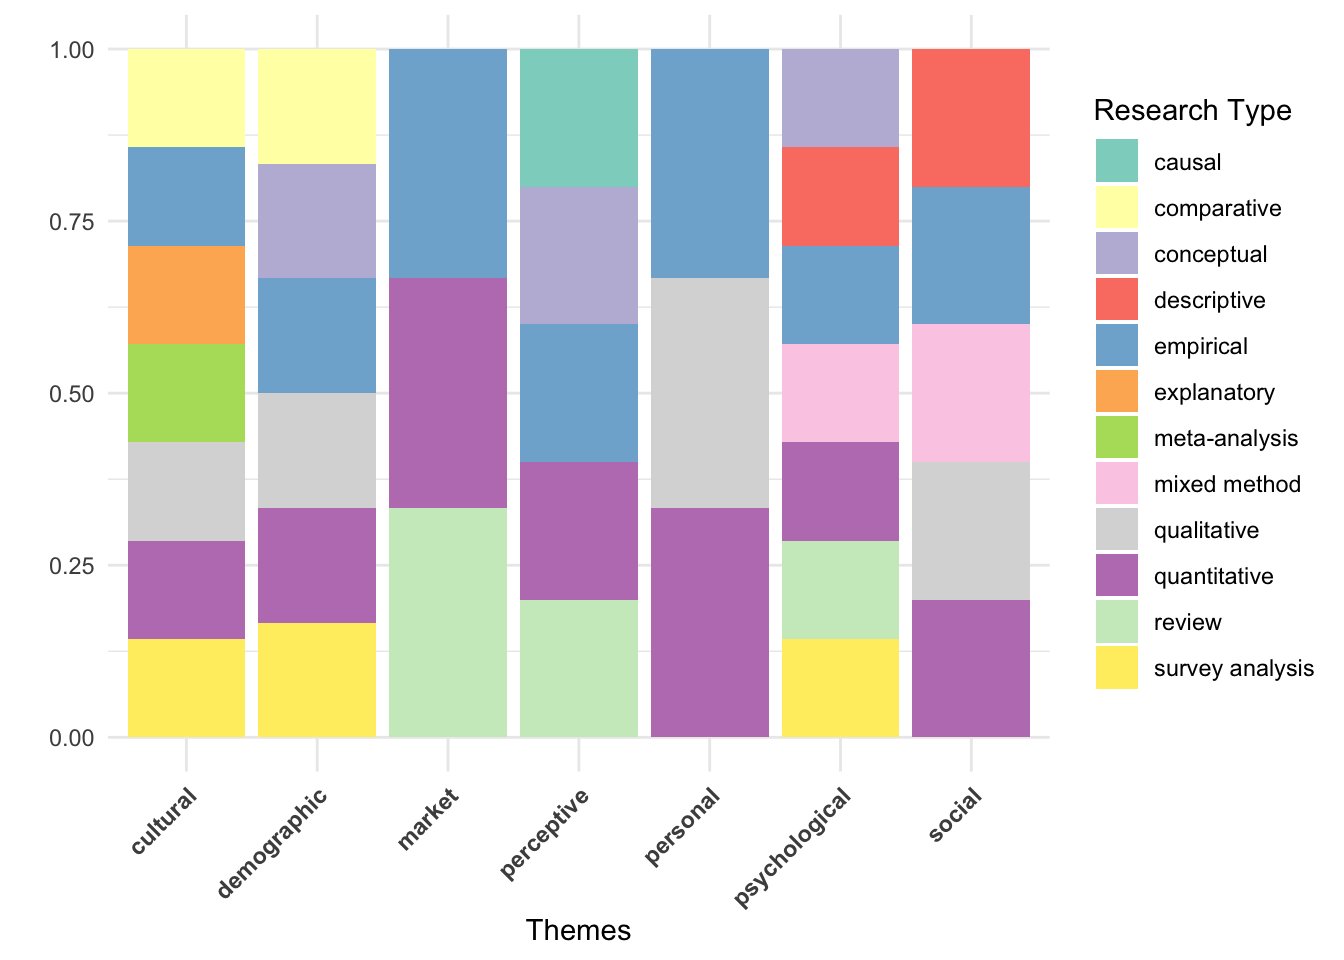 1.00
0.75
0.50
0.25
0.00
cultural
demographic
market
perceptive
personal
psychological
social
Themes
Research Type
causal
comparative
conceptual
descriptive
empirical
explanatory
meta-analysis
mixed method
qualitative
quantitative
review
survey analysis